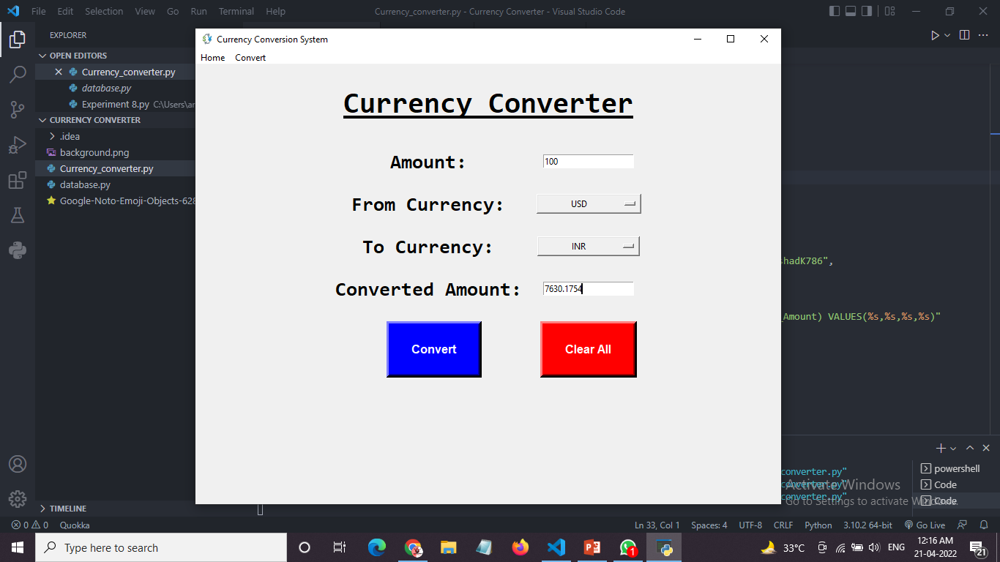 File Edit Selection View Go Run Terminal Help Currency_converter.py - Currency Converter - Visual Studio Code
EXPLORER
OPEN EDITORS
Currency_converter.py
database.py
Experiment 8.py C:\Users\ar
CURRENCY CONVERTER
.idea
background.png
Currency_converter.py
database.py
Google-Noto-Emoji-Objects-628
TIMELINE
Currency Conversion System
Home Convert
Currency Converter
Amount: 100
From Currency: USD
To Currency: INR
Converted Amount: 7630.1754
Convert Clear All
shadK786",
_Amount) VALUES(%s,%s,%s,%s)"
converter.py"
converter.py"
converter.py"
powershell
Code
Code
Activate Windows
Go to Settings to activate Windows.
0 0 Quokka Ln 33, Col 1 Spaces: 4 UTF-8 CRLF Python 3.10.2 64-bit Go Live
Type here to search
1
33°C ENG
12:16 AM
21-04-2022
21